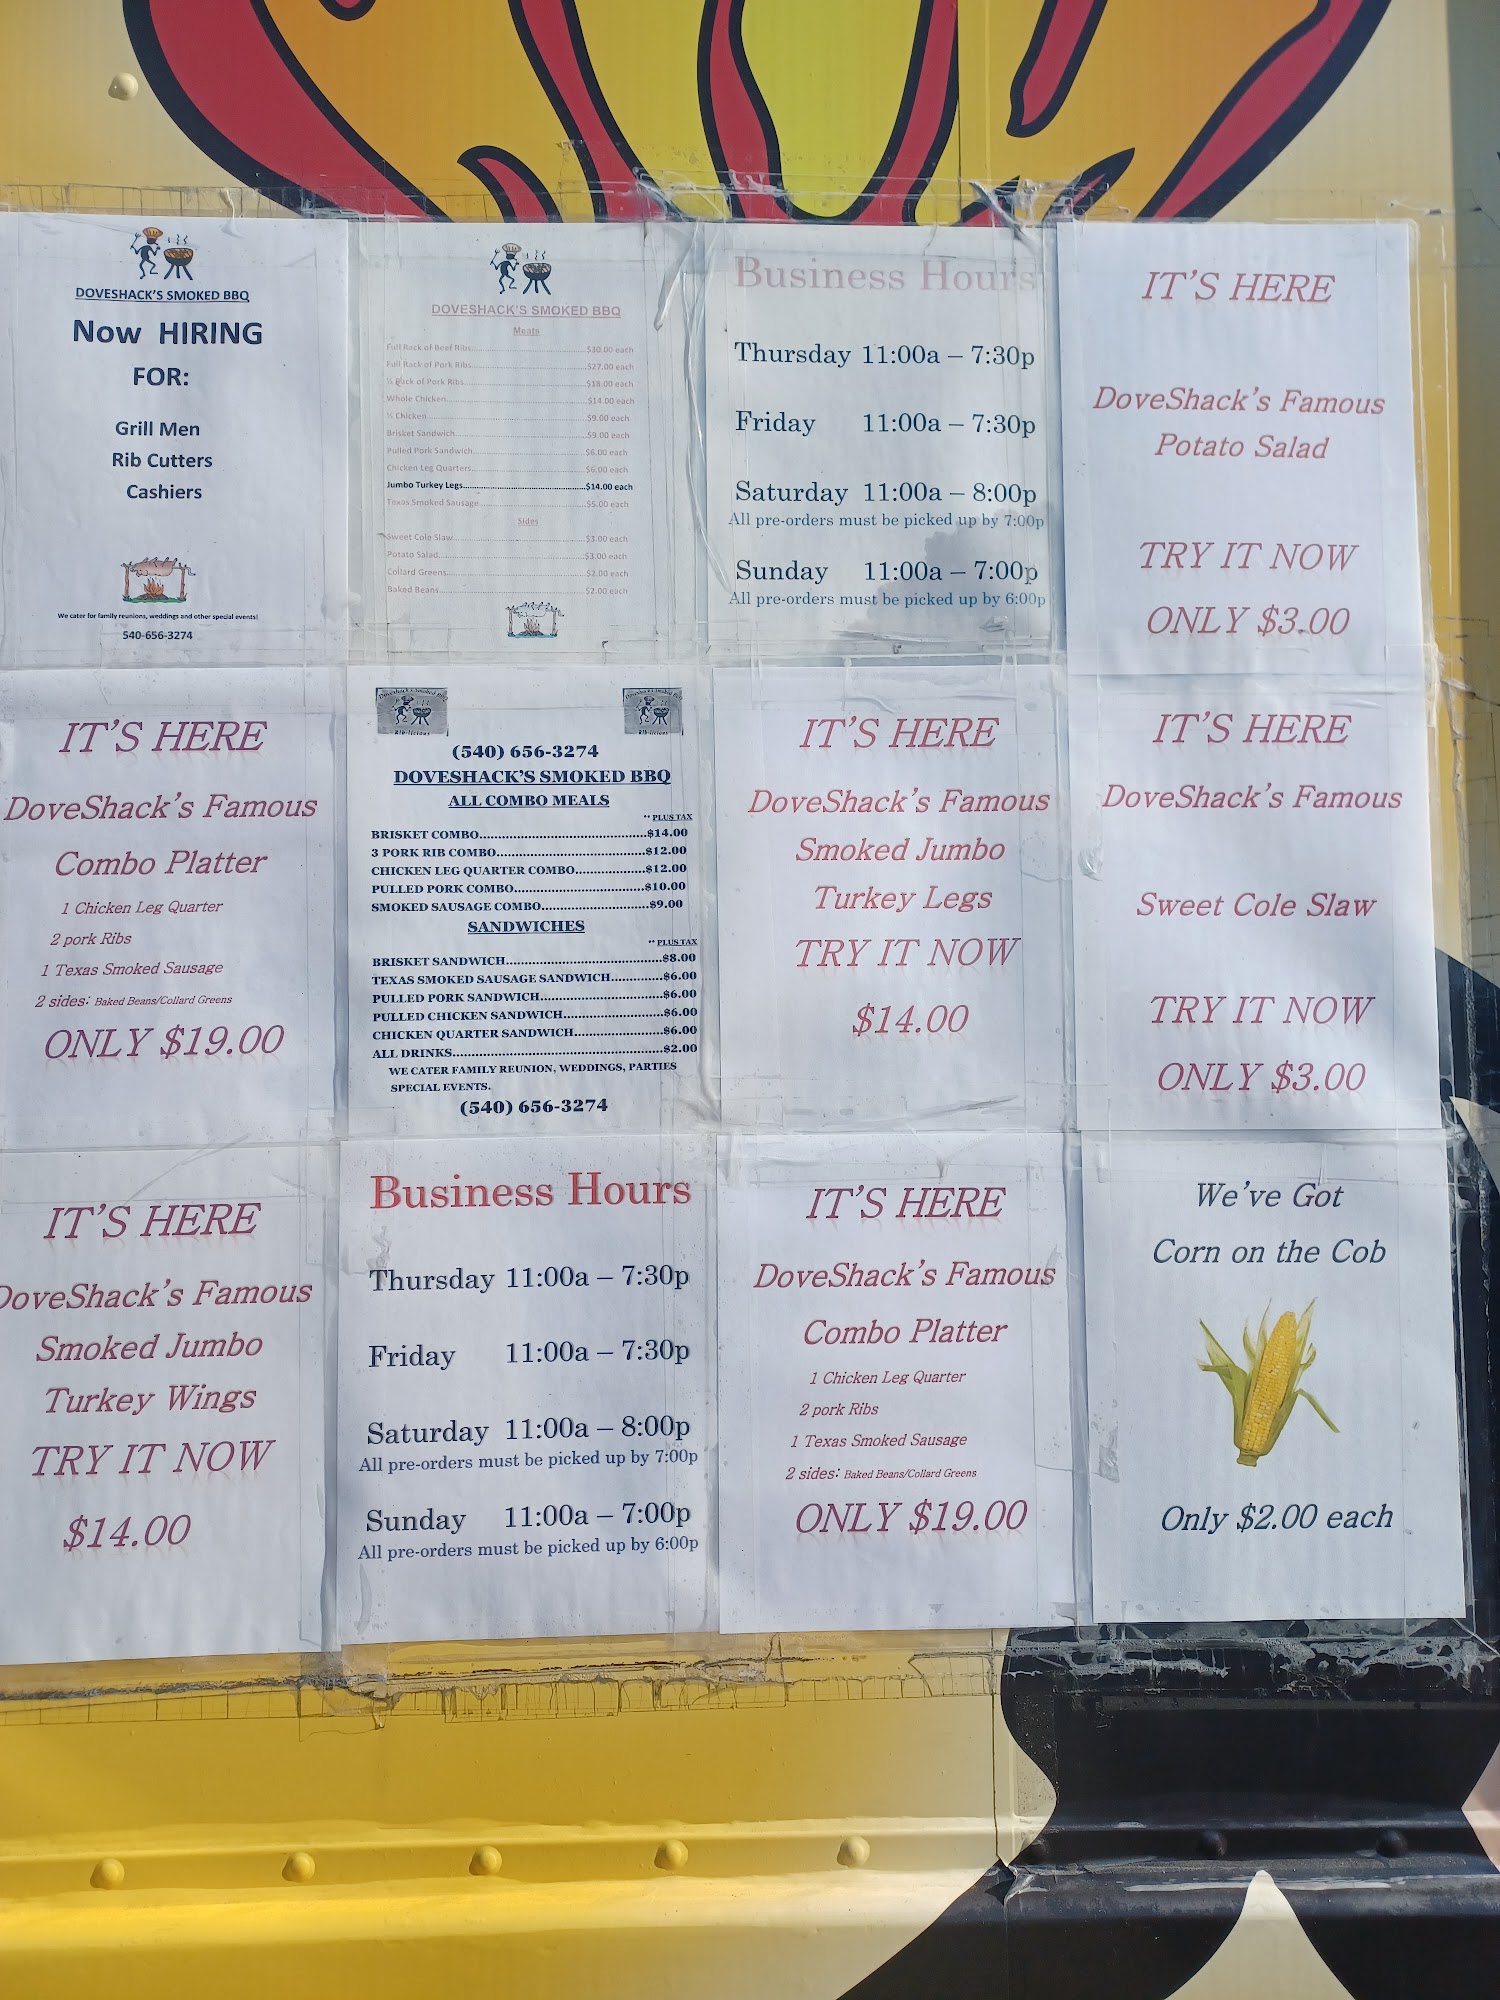 DOVESHACK'S SMOKED BBQ
Now HIRING
FOR:
Grill Men
Rib Cutters
Cashiers
We cater for family reunions, weddings and other special events!
540-656-3274
DOVESHACK'S SMOKED BBQ
Meats
Full Rack of Beef Ribs.....$30.00 each
Full Rack of Pork Ribs.....$27.00 each
½ Rack of Pork Ribs.....$18.00 each
Whole Chicken.....$14.00 each
½ Chicken.....$9.00 each
Brisket Sandwich.....$9.00 each
Pulled Pork Sandwich.....$6.00 each
Chicken Leg Quarters.....$6.00 each
Jumbo Turkey Legs.....$14.00 each
Texas Smoked Sausage.....$5.00 each
Sides
Sweet Cole Slaw.....$3.00 each
Potato Salad.....$3.00 each
Collard Greens.....$2.00 each
Baked Beans.....$2.00 each
Business Hours
Thursday 11:00a – 7:30p
Friday 11:00a – 7:30p
Saturday 11:00a – 8:00p
All pre-orders must be picked up by 7:00p
Sunday 11:00a – 7:00p
All pre-orders must be picked up by 6:00p
IT'S HERE
DoveShack's Famous
Potato Salad
TRY IT NOW
ONLY $3.00
IT'S HERE
DoveShack's Famous
Combo Platter
1 Chicken Leg Quarter
2 pork Ribs
1 Texas Smoked Sausage
2 sides: Baked Beans/Collard Greens
ONLY $19.00
DoveShack's Smoked BBQ
Rib-licious
DoveShack's Smoked BBQ
Rib-licious
(540) 656-3274
DOVESHACK'S SMOKED BBQ
ALL COMBO MEALS
** PLUS TAX
BRISKET COMBO.....$14.00
3 PORK RIB COMBO.....$12.00
CHICKEN LEG QUARTER COMBO.....$12.00
PULLED PORK COMBO.....$10.00
SMOKED SAUSAGE COMBO.....$9.00
SANDWICHES
** PLUS TAX
BRISKET SANDWICH.....$8.00
TEXAS SMOKED SAUSAGE SANDWICH.....$6.00
PULLED PORK SANDWICH.....$6.00
PULLED CHICKEN SANDWICH.....$6.00
CHICKEN QUARTER SANDWICH.....$6.00
ALL DRINKS.....$2.00
WE CATER FAMILY REUNION, WEDDINGS, PARTIES
SPECIAL EVENTS.
(540) 656-3274
IT'S HERE
DoveShack's Famous
Smoked Jumbo
Turkey Legs
TRY IT NOW
$14.00
IT'S HERE
DoveShack's Famous
Sweet Cole Slaw
TRY IT NOW
ONLY $3.00
IT'S HERE
DoveShack's Famous
Smoked Jumbo
Turkey Wings
TRY IT NOW
$14.00
Business Hours
Thursday 11:00a – 7:30p
Friday 11:00a – 7:30p
Saturday 11:00a – 8:00p
All pre-orders must be picked up by 7:00p
Sunday 11:00a – 7:00p
All pre-orders must be picked up by 6:00p
IT'S HERE
DoveShack's Famous
Combo Platter
1 Chicken Leg Quarter
2 pork Ribs
1 Texas Smoked Sausage
2 sides: Baked Beans/Collard Greens
ONLY $19.00
We've Got
Corn on the Cob
Only $2.00 each